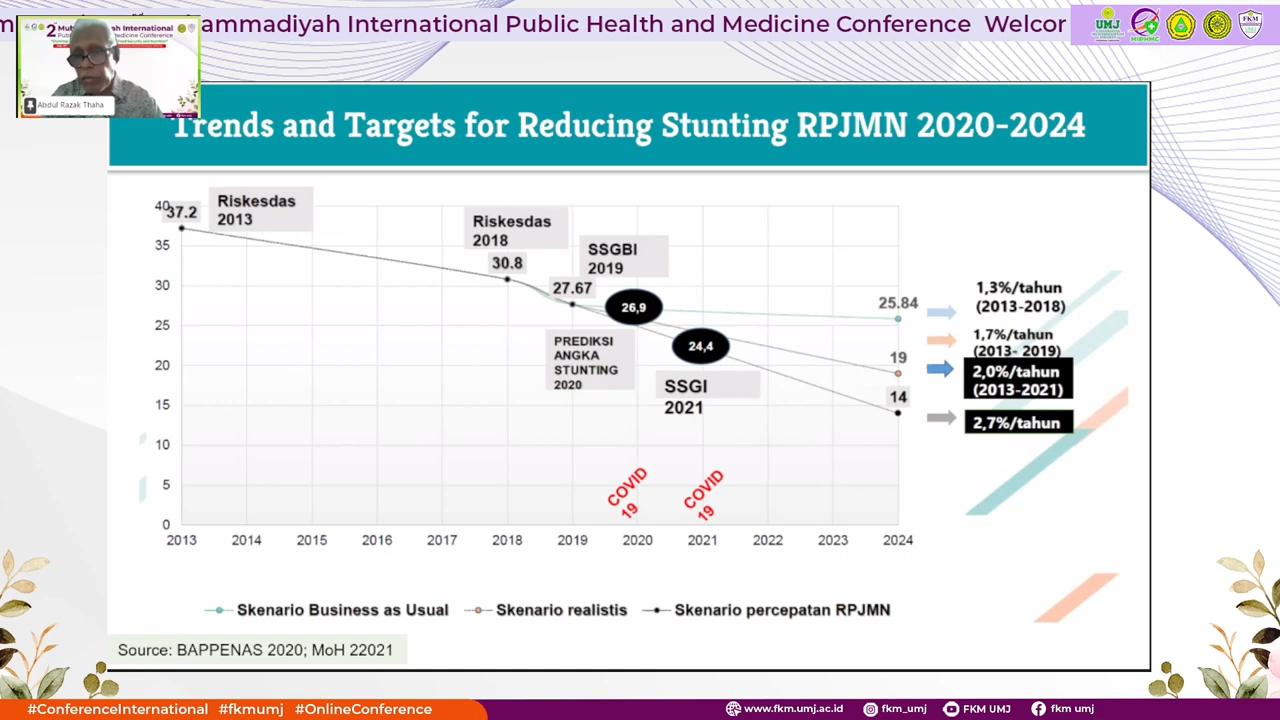 mmadiyah International Public Health and Medicine Conference Welcor
UMJ
MIPHMC
FKM
Abdul Razak Thaha
Trends and Targets for Reducing Stunting RPJMN 2020-2024
40
35
30
25
20
15
10
5
0
37.2
Riskesdas
2013
Riskesdas
2018
30.8
SSGBI
2019
27.67
26,9
PREDIKSI
ANGKA
STUNTING
2020
24,4
SSGI
2021
25.84
19
14
1,3%/tahun
(2013-2018)
1,7%/tahun
(2013- 2019)
2,0%/tahun
(2013-2021)
2,7%/tahun
COVID
19
COVID
19
2013 2014 2015 2016 2017 2018 2019 2020 2021 2022 2023 2024
Skenario Business as Usual Skenario realistis Skenario percepatan RPJMN
Source: BAPPENAS 2020; MoH 22021
#ConferenceInternational #fkmumj #OnlineConference
www.fkm.umj.ac.id fkm_umj FKM UMJ fkm umj